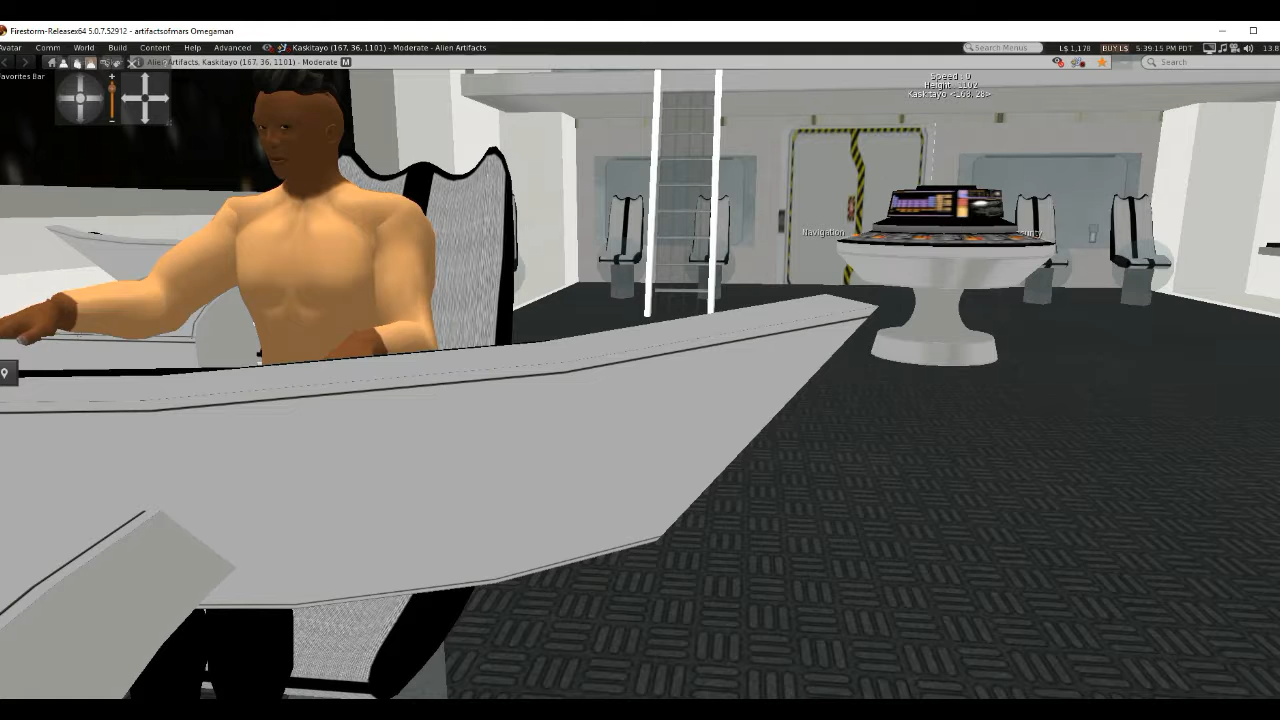 Firestorm-Releasex64 5.0.7.52912 - artifactsofmars Omegaman
Avatar Comm World Build Content Help Advanced Kaskitayo (167, 36, 1101) - Moderate - Alien Artifacts Search Menus L$ 1,178 BUY L$ 5:39:15 PM PDT 13.8
Alien Artifacts, Kaskitayo (167, 36, 1101) - Moderate M Search
Favorites Bar
Speed : 0
Height 1102
Navigation